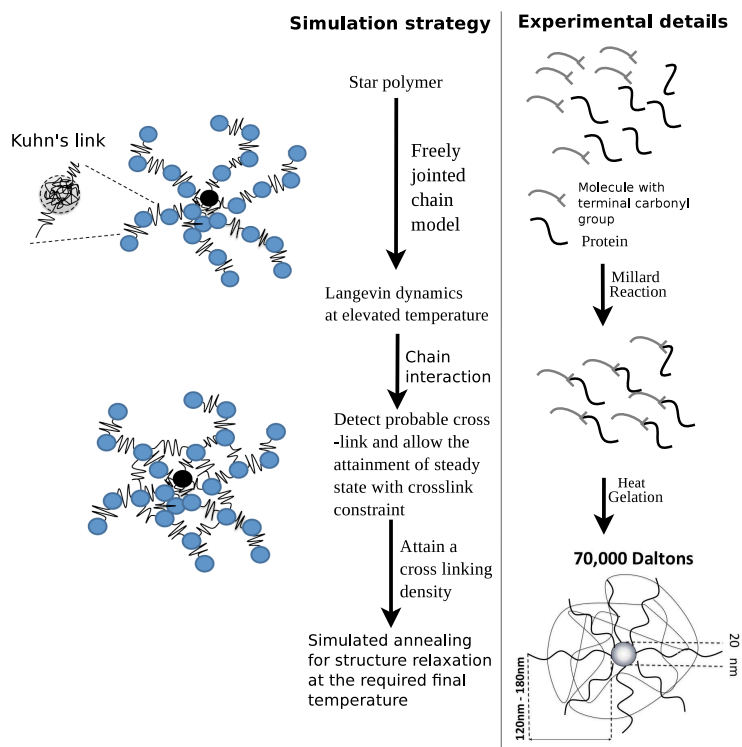 Simulation strategy
Star polymer
Kuhn's link
Freely
jointed
chain
model
Langevin dynamics
at elevated temperature
Chain
interaction
Detect probable cross
-link and allow the
attainment of steady
state with crosslink
constraint
Attain a
cross linking
density
Simulated annealing
for structure relaxation
at the required final
temperature
Experimental details
Molecule with
terminal carbonyl
group
Protein
Millard
Reaction
Heat
Gelation
70,000 Daltons
20 nm
120nm - 180nm